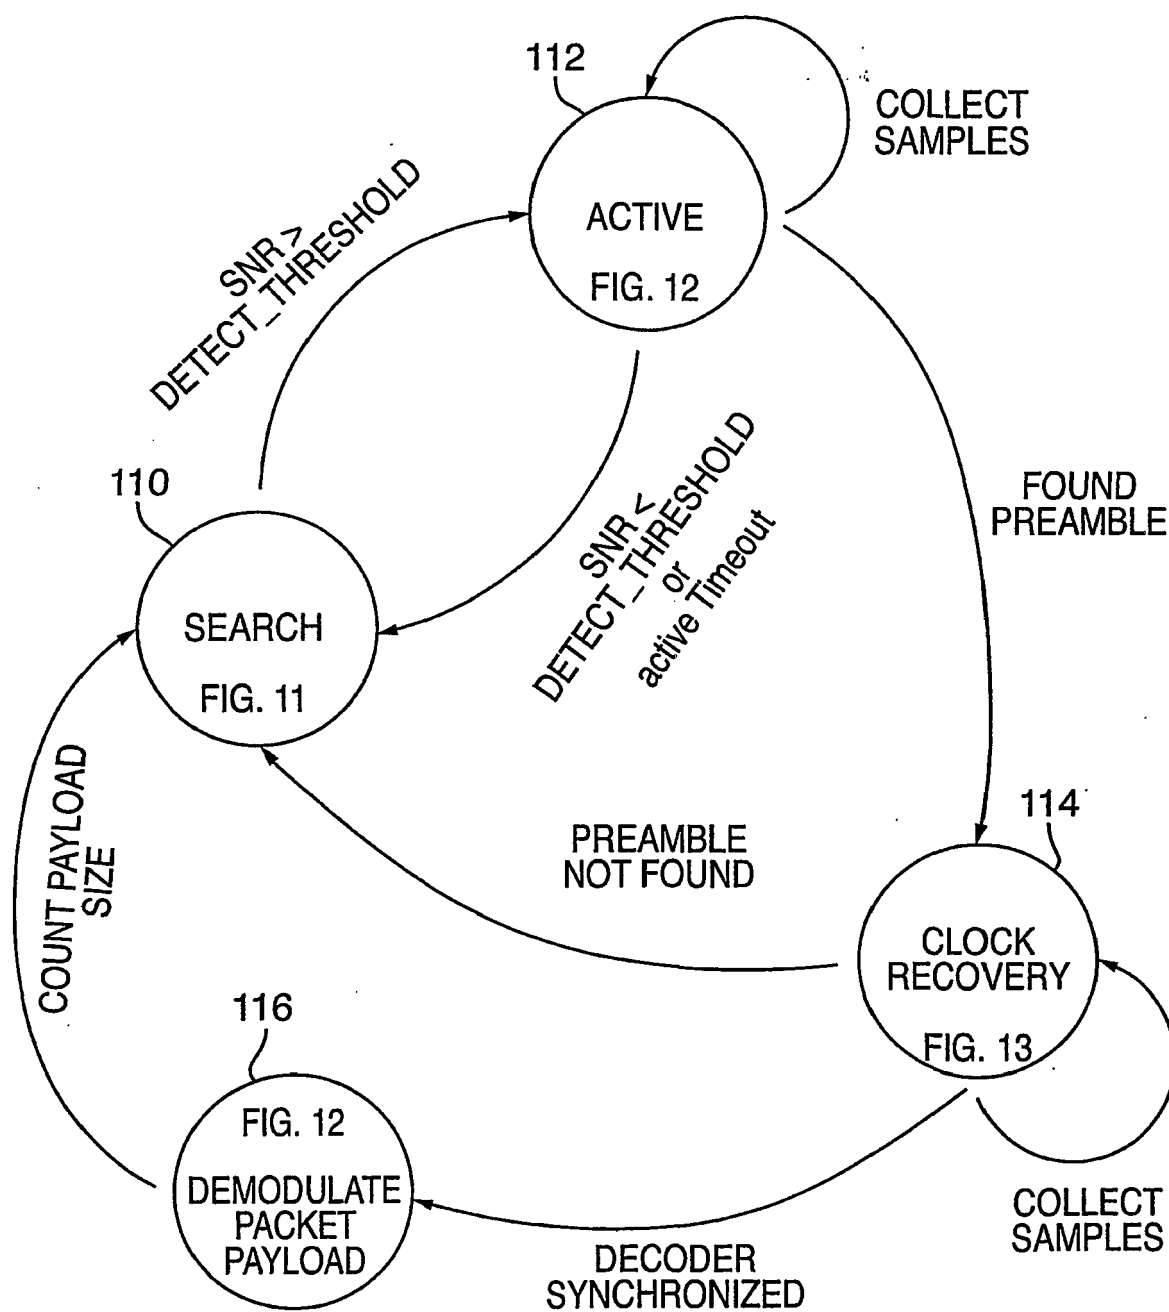 112
COLLECT
SAMPLES
ACTIVE
FIG. 12
SNR >
DETECT_THRESHOLD
SNR <
DETECT_THRESHOLD
or
active Timeout
110
SEARCH
FIG. 11
FOUND
PREAMBLE
114
PREAMBLE
NOT FOUND
CLOCK
RECOVERY
FIG. 13
COUNT PAYLOAD
SIZE
116
FIG. 12
DEMODULATE
PACKET
PAYLOAD
DECODER
SYNCHRONIZED
COLLECT
SAMPLES